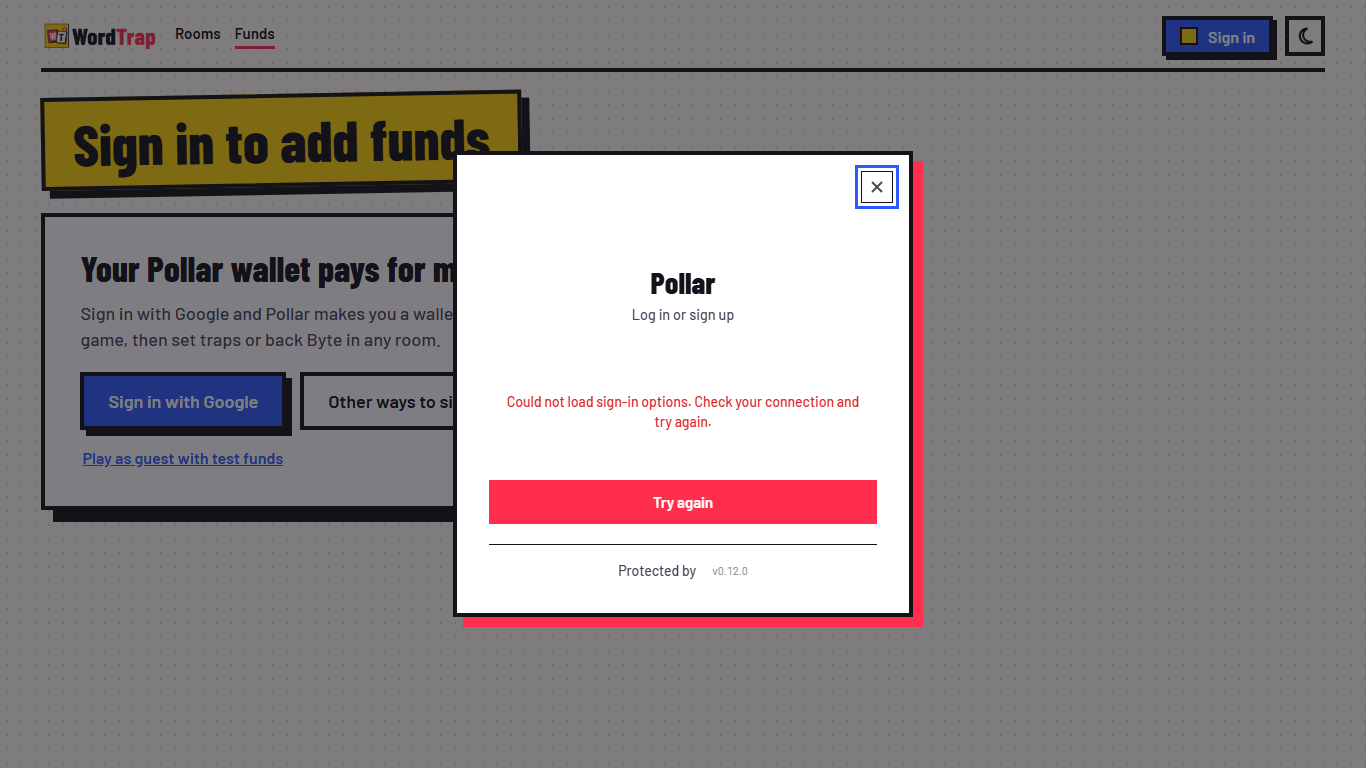 WT WordTrap
Rooms
Funds
Sign in
Sign in to add funds
Your Pollar wallet pays for m
Sign in with Google and Pollar makes you a walle
game, then set traps or back Byte in any room.
Sign in with Google
Other ways to si
Play as guest with test funds
Pollar
Log in or sign up
Could not load sign-in options. Check your connection and
try again.
Try again
Protected by v0.12.0